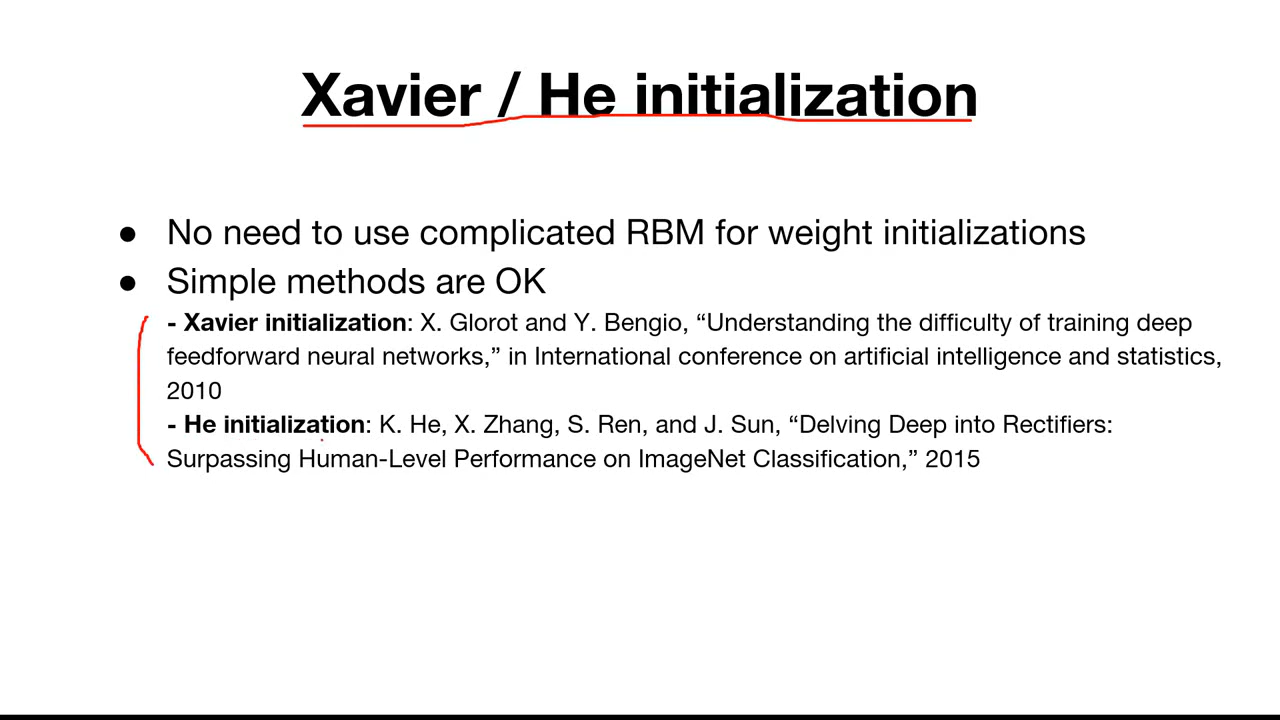 Xavier / He initialization
● No need to use complicated RBM for weight initializations
● Simple methods are OK
- Xavier initialization: X. Glorot and Y. Bengio, “Understanding the difficulty of training deep
feedforward neural networks,” in International conference on artificial intelligence and statistics,
2010
- He initialization: K. He, X. Zhang, S. Ren, and J. Sun, “Delving Deep into Rectifiers:
Surpassing Human-Level Performance on ImageNet Classification,” 2015